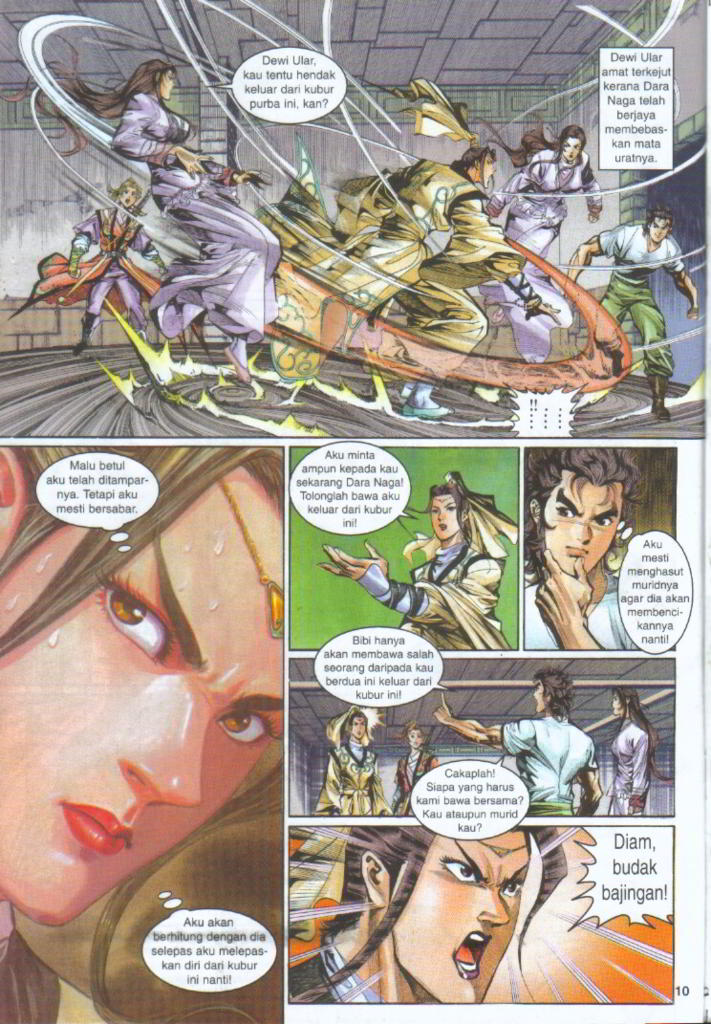 Dewi Ular,
kau tentu hendak
keluar dari kubur
purba ini, kan?
Dewi Ular
amat terkejut
kerana Dara
Naga telah
berjaya
membebas-
kan mata
uratnya.
!! ...
Malu betul
aku telah ditampar-
nya. Tetapi aku
mesti bersabar.
Aku minta
ampun kepada kau
sekarang Dara Naga!
Tolonglah bawa aku
keluar dari kubur
ini!
Aku
mesti
menghasut
muridnya
agar dia akan
membenci-
kannya
nanti!
Bibi hanya
akan membawa salah
seorang daripada kau
berdua ini keluar dari
kubur ini!
Cakaplah!
Siapa yang harus
kami bawa bersama?
Kau ataupun murid
kau?
Aku akan
berhitung dengan dia
selepas aku melepas-
kan diri dari kubur
ini nanti!
Diam,
budak
bajingan!
10